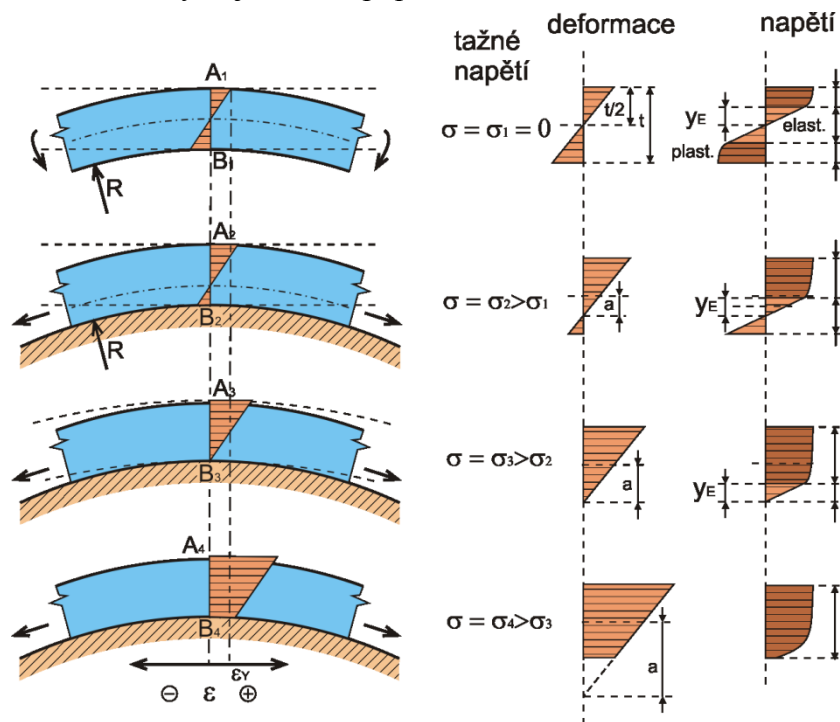 tažné
napětí
deformace
napětí
A₁
B₁
R
σ = σ₁ = 0
t/2
t
yE
elast.
plast.
A₂
B₂
R
σ = σ₂>σ₁
a
yE
A₃
B₃
σ = σ₃>σ₂
a
yE
A₄
B₄
σ = σ₄>σ₃
a
εY
⊖ ε ⊕